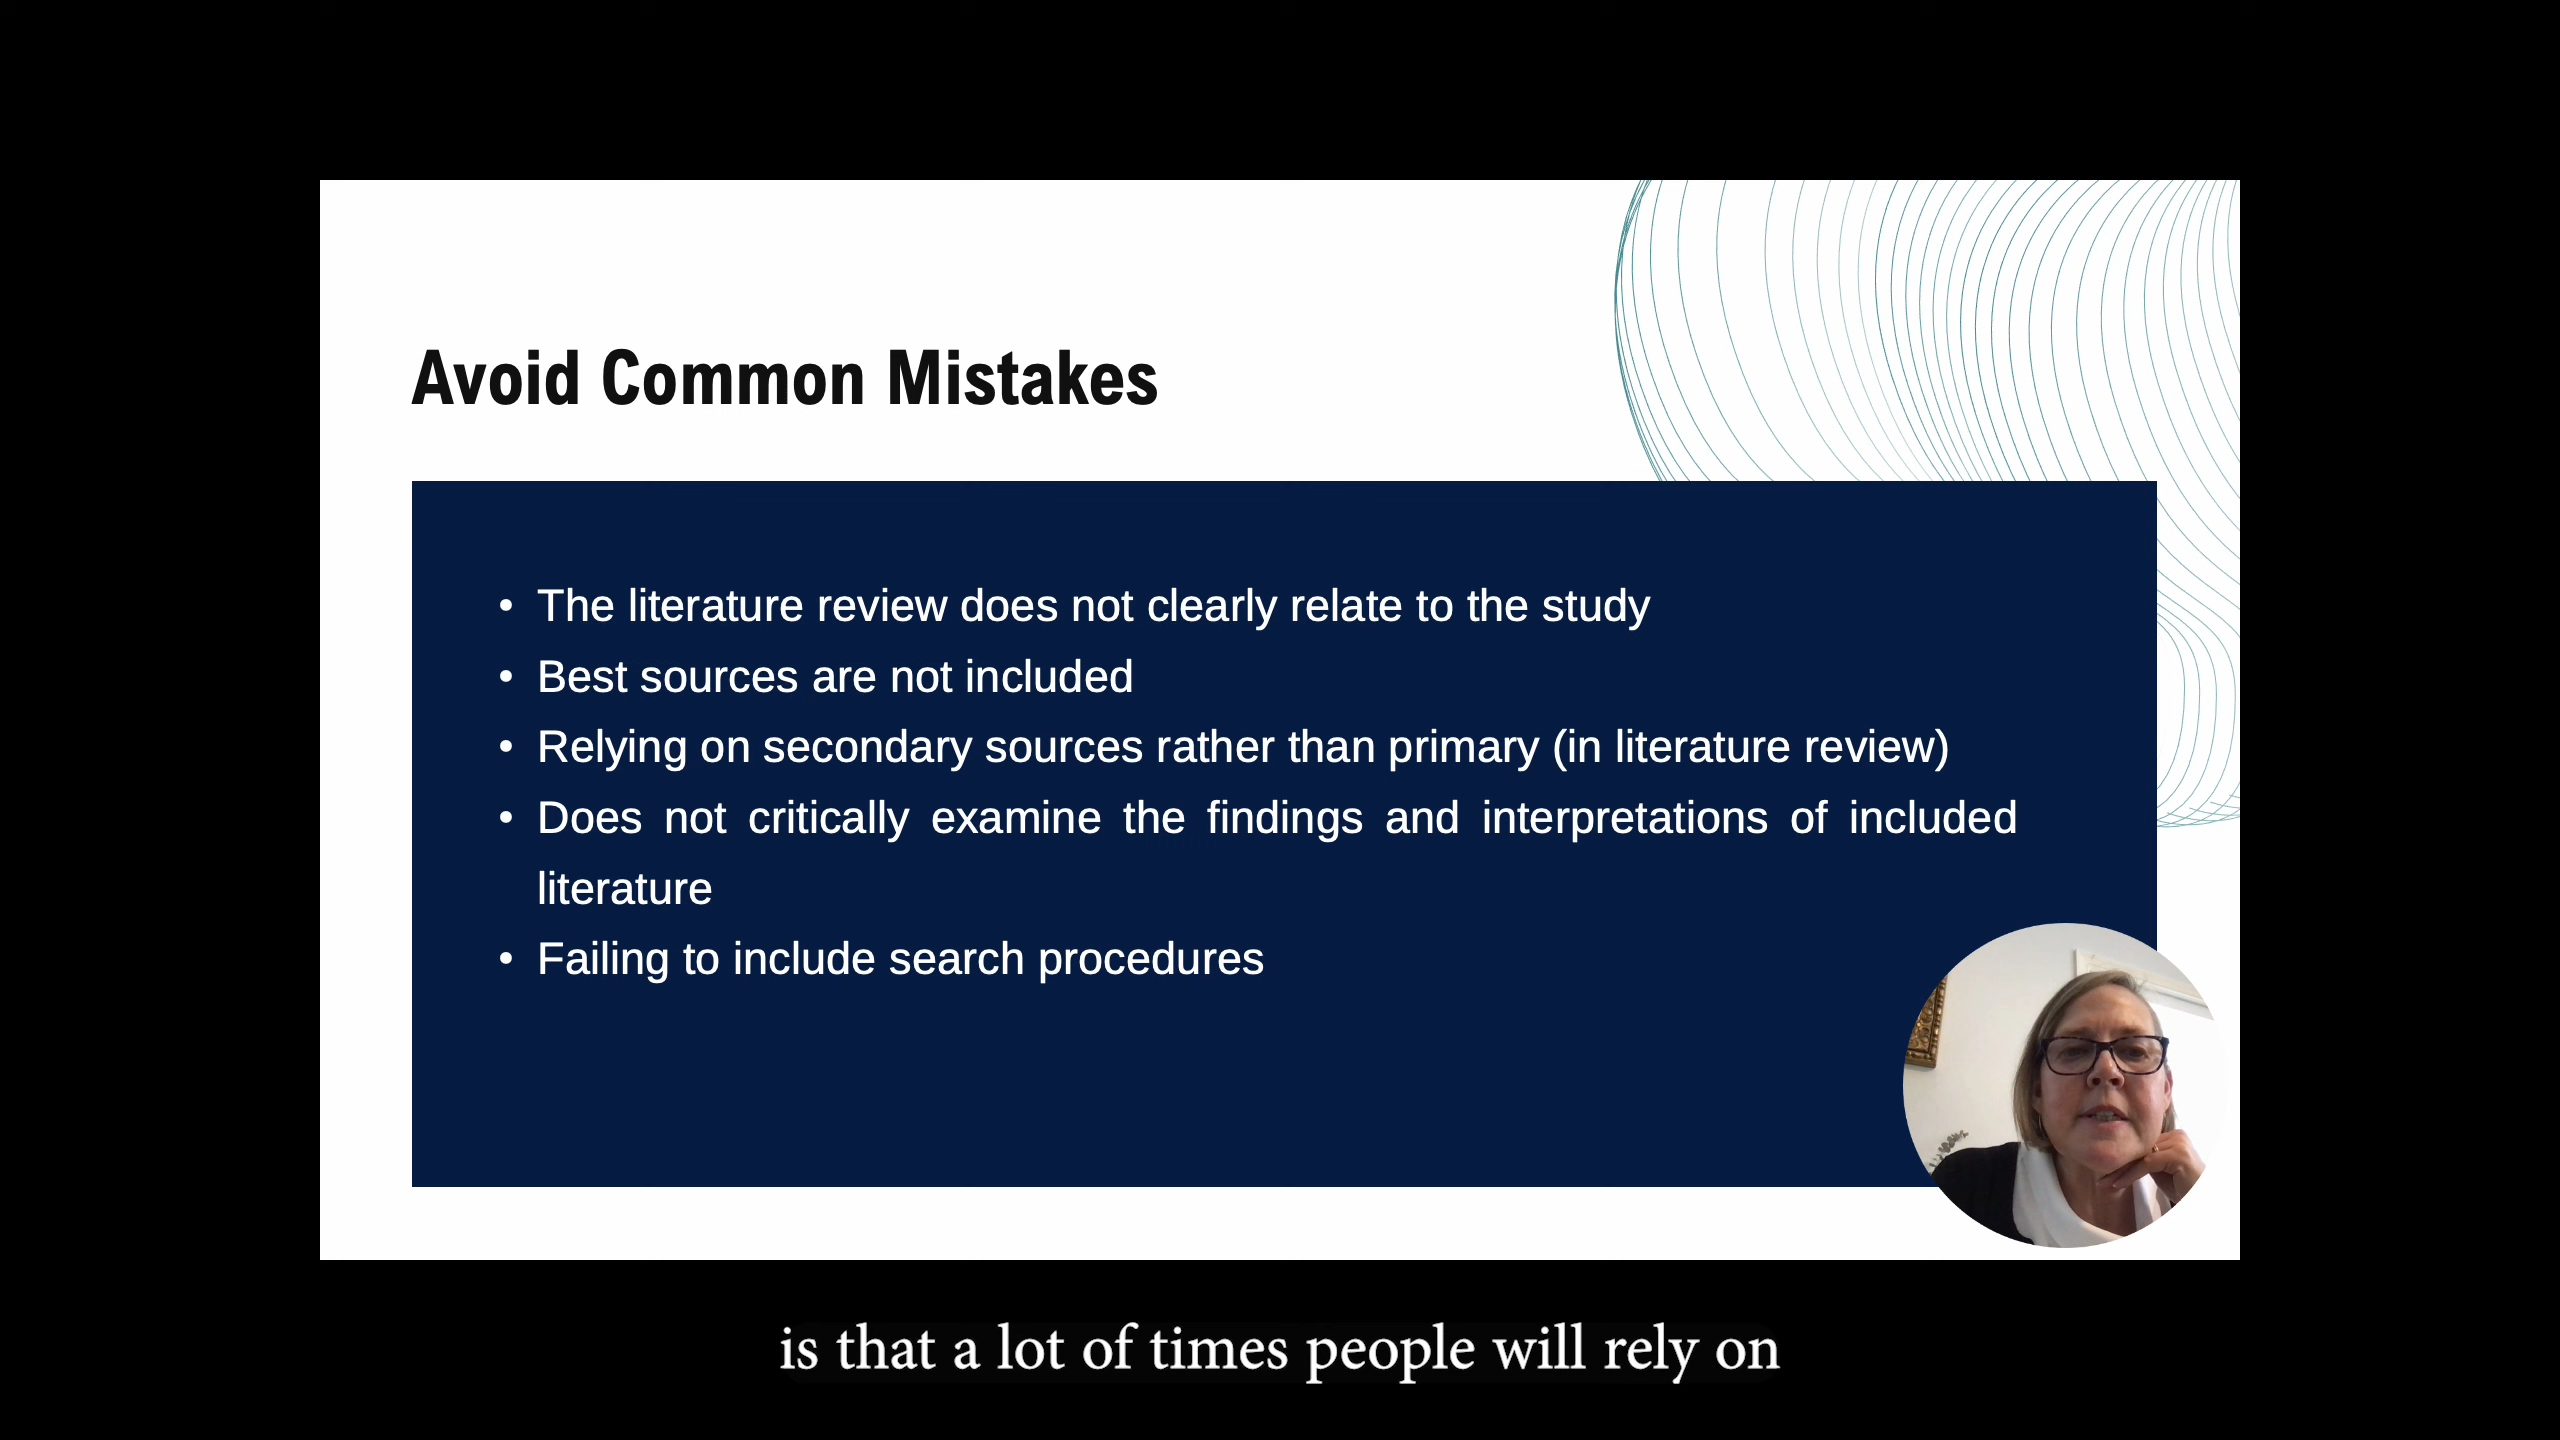 Avoid Common Mistakes
• The literature review does not clearly relate to the study
• Best sources are not included
• Relying on secondary sources rather than primary (in literature review)
• Does not critically examine the findings and interpretations of included
literature
• Failing to include search procedures
is that a lot of times people will rely on